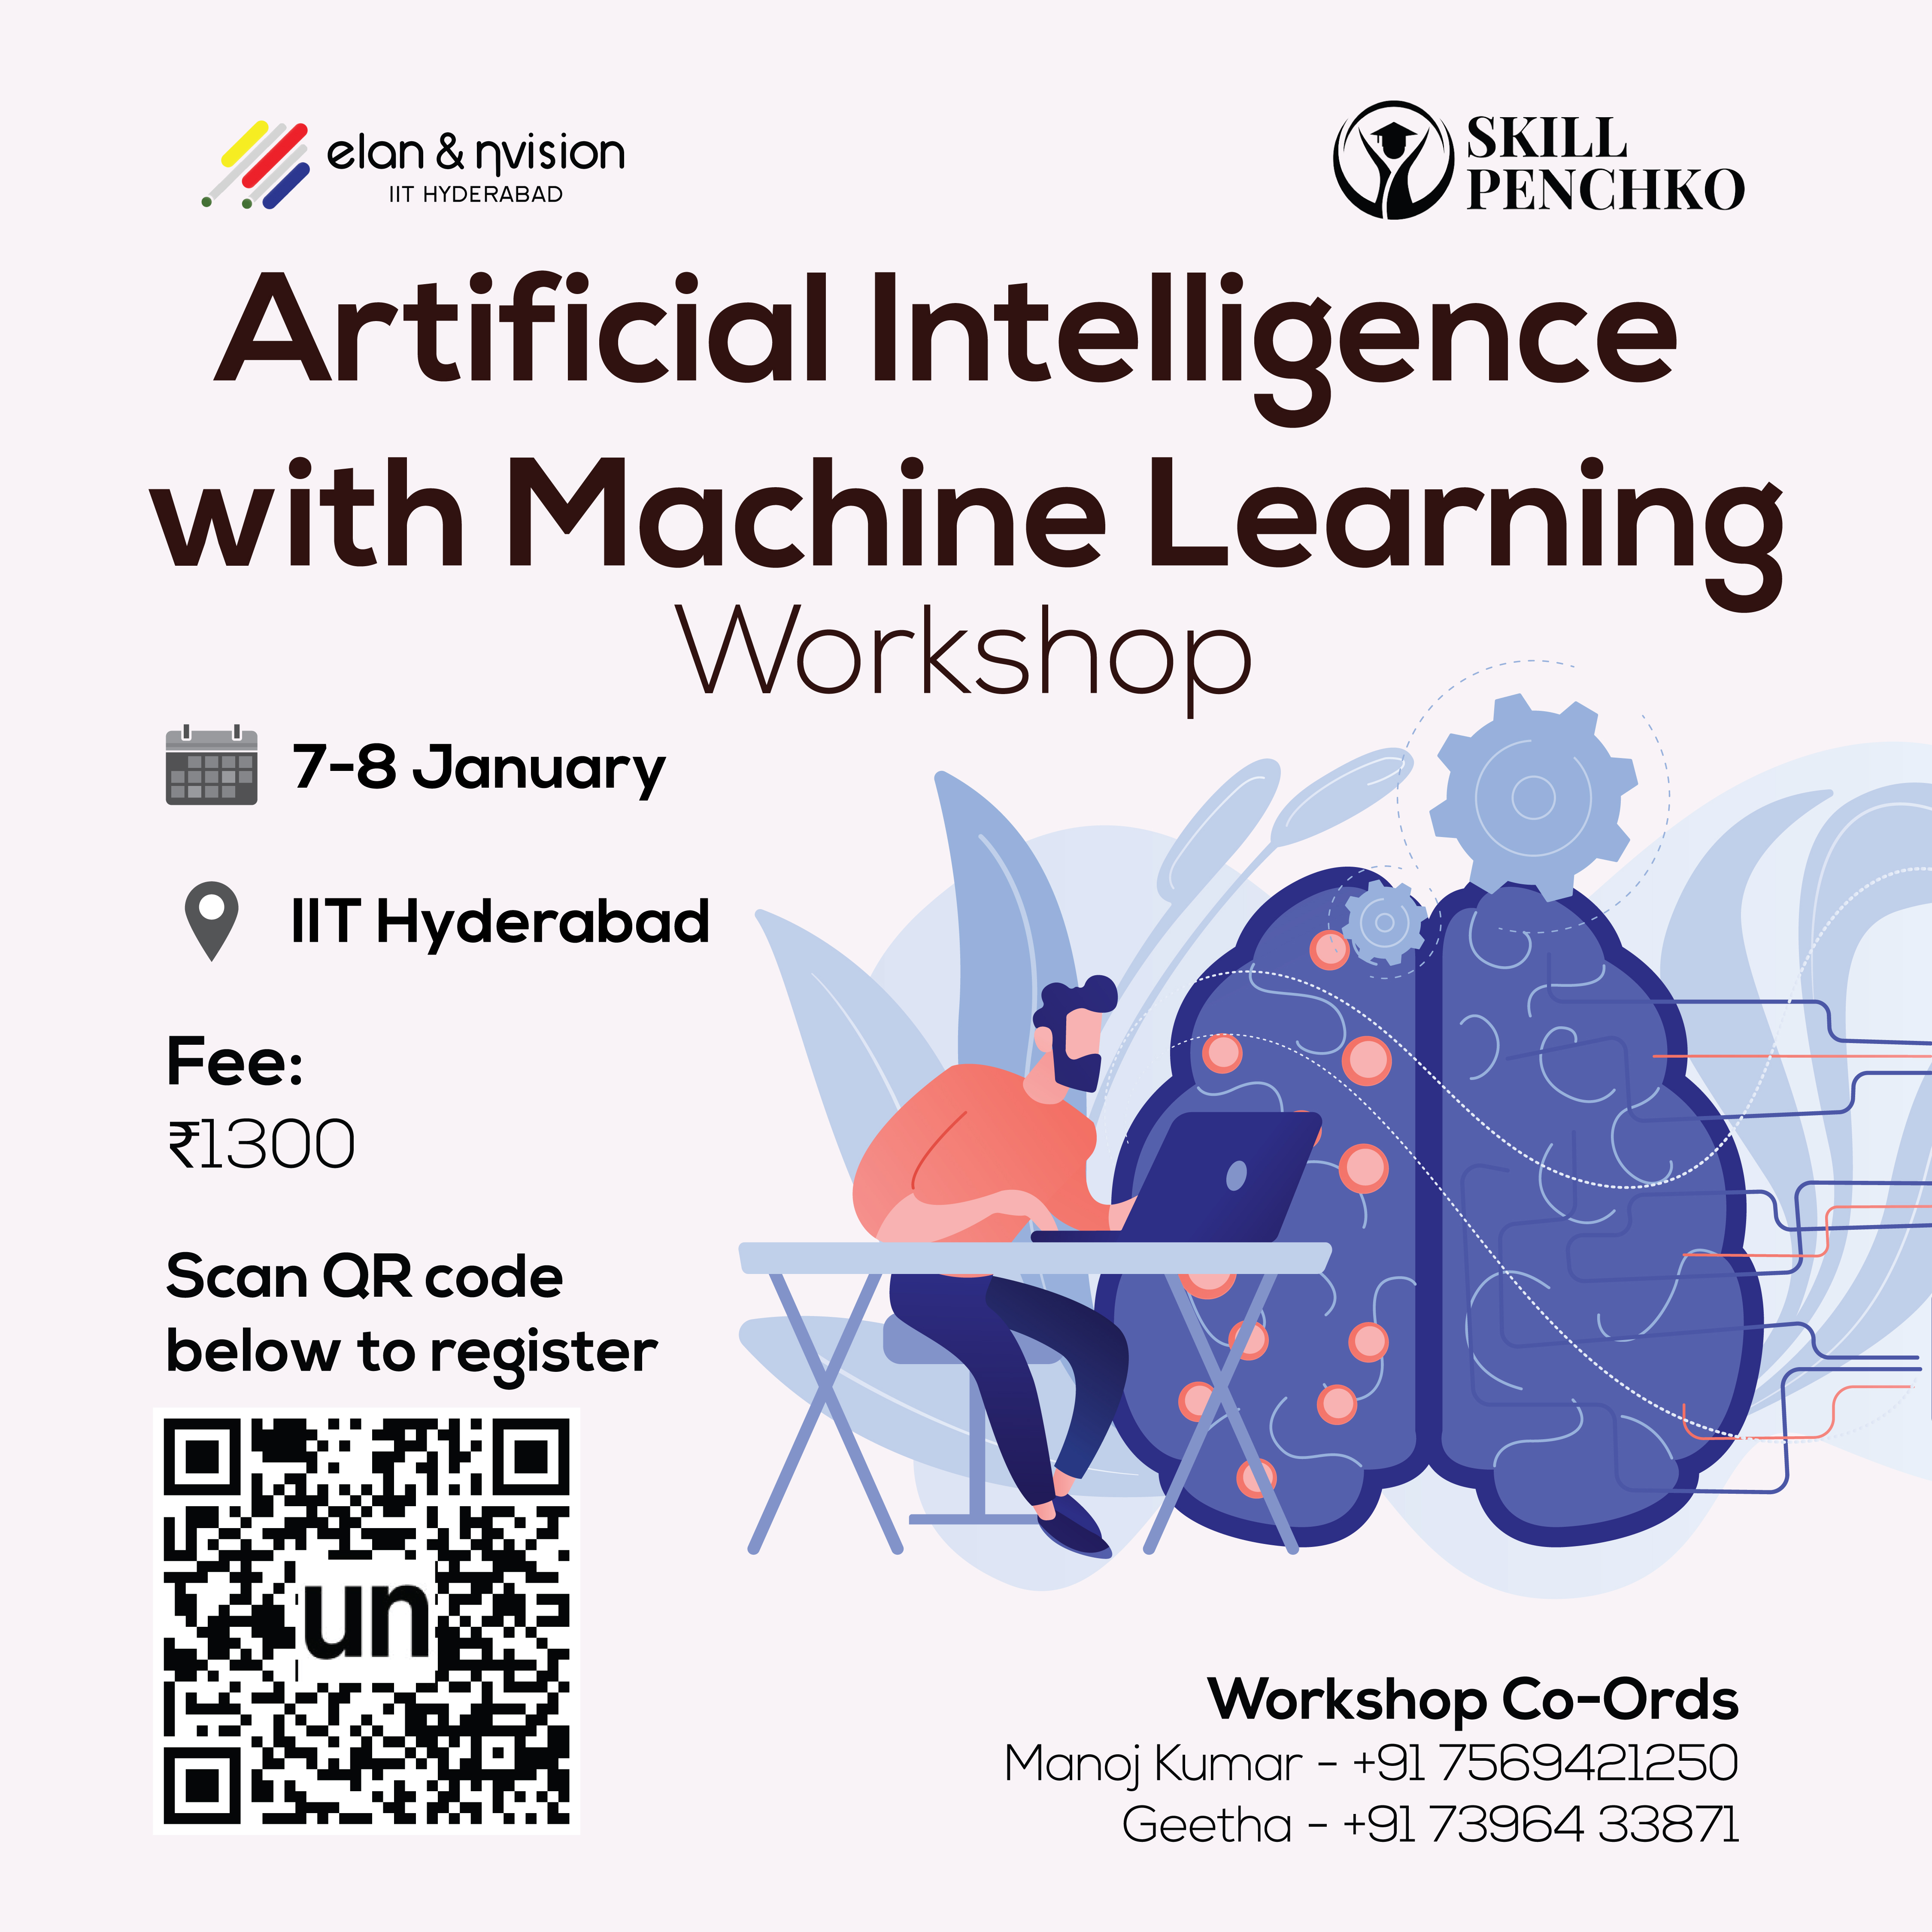 elan & nvision
IIT HYDERABAD
SKILL
PENCHKO
Artificial Intelligence
with Machine Learning
Workshop
7-8 January
IIT Hyderabad
Fee:
₹1300
Scan QR code
below to register
un
Workshop Co-Ords
Manoj Kumar - +91 7569421250
Geetha - +91 73964 33871